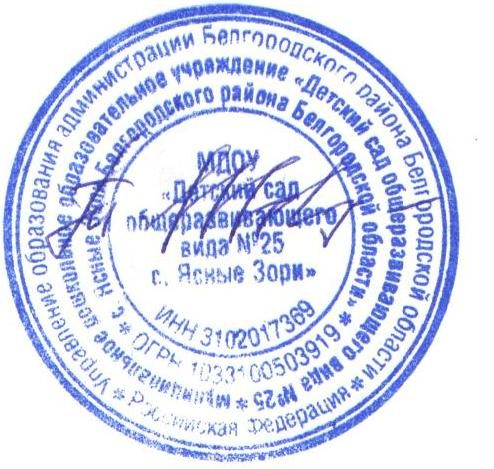 Управление образования администрации Белгородского района Белгородской области * Российская Федерация *
муниципальное дошкольное образовательное учреждение «Детский сад общеразвивающего вида №25 *
с. Ясные Белгородского района Белгородской области» *
МДОУ
«Детский сад
общеразвивающего
вида №25
с. Ясные Зори»
ИНН 3102017369
* ОГРН 1033100503919 *